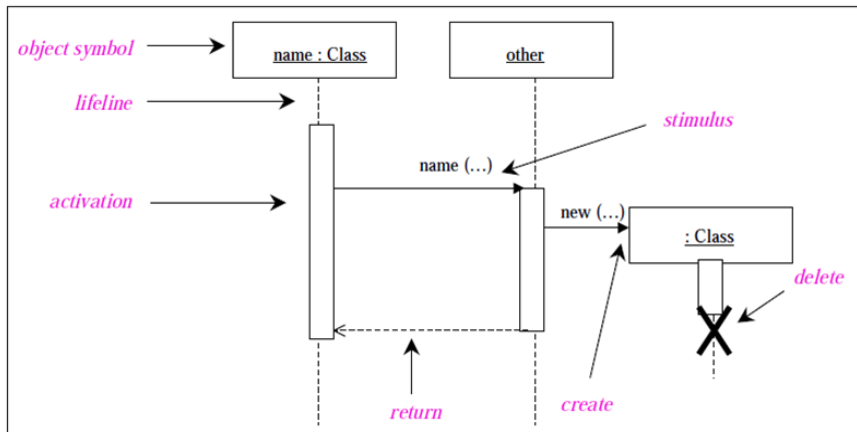 object symbol
name : Class
other
lifeline
stimulus
name (...)
activation
new (...)
: Class
delete
return
create